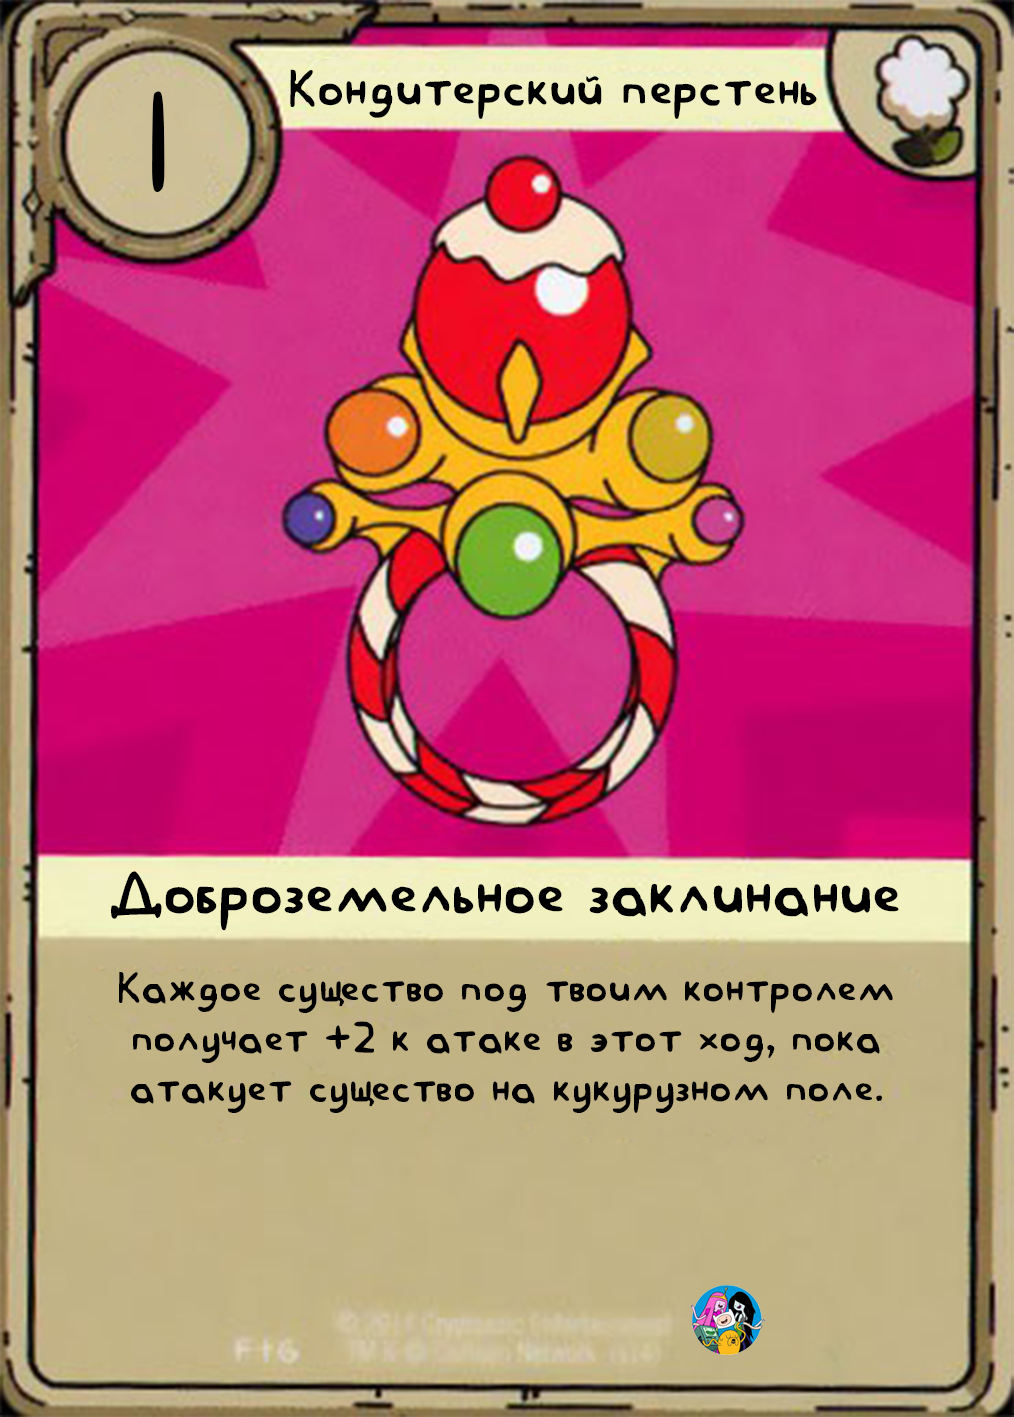 1
Кондитерский перстень
Доброземельное заклинание
Каждое существо под твоим контролем
получает +2 к атаке в этот ход, пока
атакует существо на кукурузном поле.